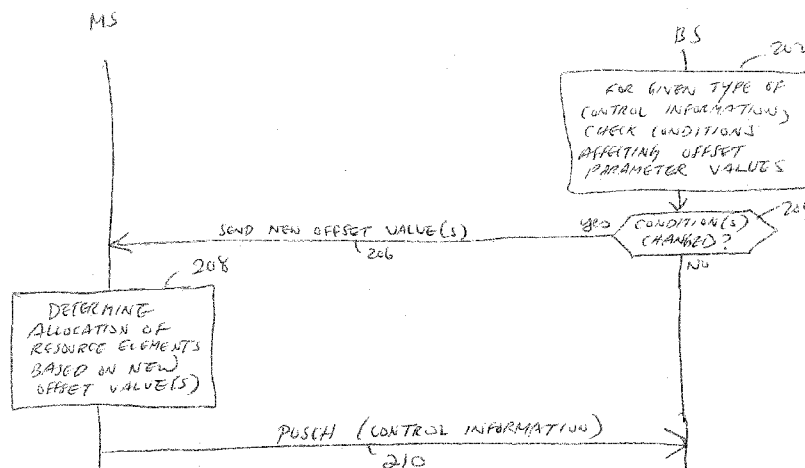 MS
BS
202
FOR GIVEN TYPE OF
CONTROL INFORMATION,
CHECK CONDITIONS
AFFECTING OFFSET
PARAMETER VALUES
CONDITION(S)
CHANGED?
yes
NO
SEND NEW OFFSET VALUE(S)
206
208
DETERMINE
ALLOCATION OF
RESOURCE ELEMENTS
BASED ON NEW
OFFSET VALUE(S)
PUSCH (CONTROL INFORMATION)
210